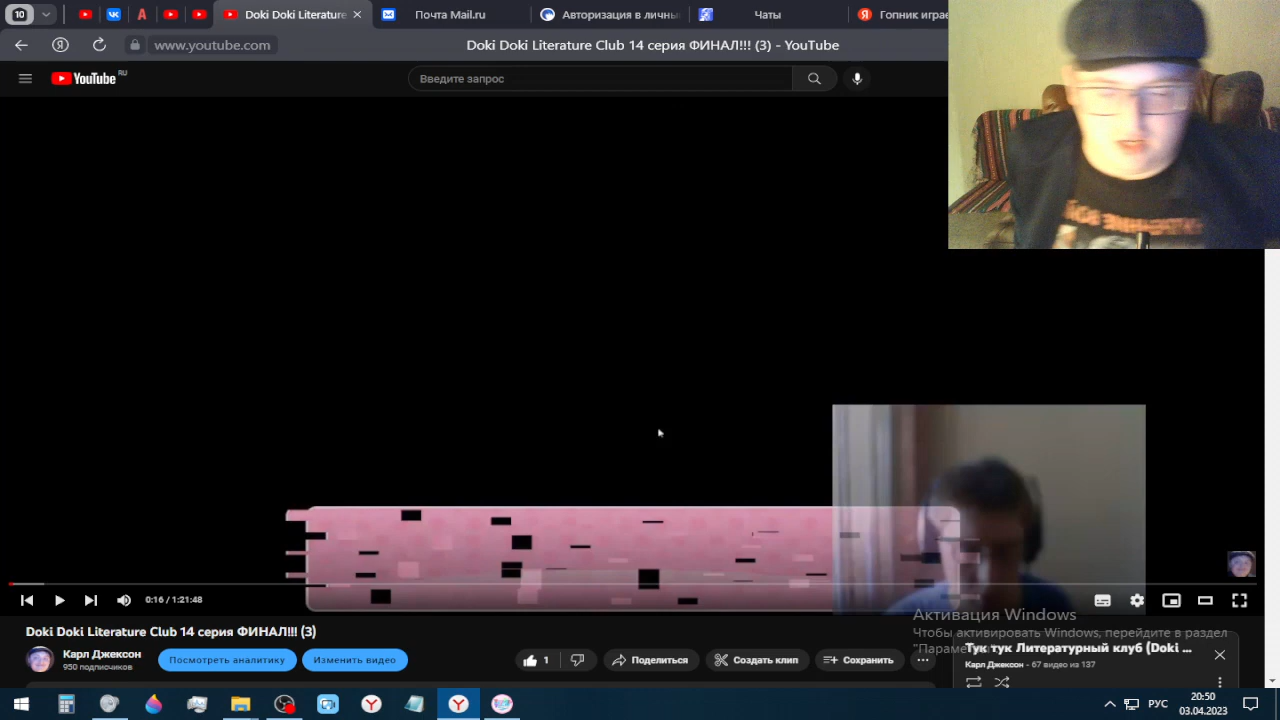 10
Doki Doki Literature
Почта Mail.ru
Авторизация в личны
Чаты
Гопник играе
www.youtube.com
Doki Doki Literature Club 14 серия ФИНАЛ!!! (3) - YouTube
YouTube RU
Введите запрос
0:16 / 1:21:48
Активация Windows
Чтобы активировать Windows, перейдите в раздел
Doki Doki Literature Club 14 серия ФИНАЛ!!! (3)
Тук тук Литературный клуб (Doki ...
Карл Джексон
950 подписчиков
Посмотреть аналитику
Изменить видео
1
Поделиться
Создать клип
Сохранить
Карл Джексон - 67 видео из 137
РУС
20:50
03.04.2023